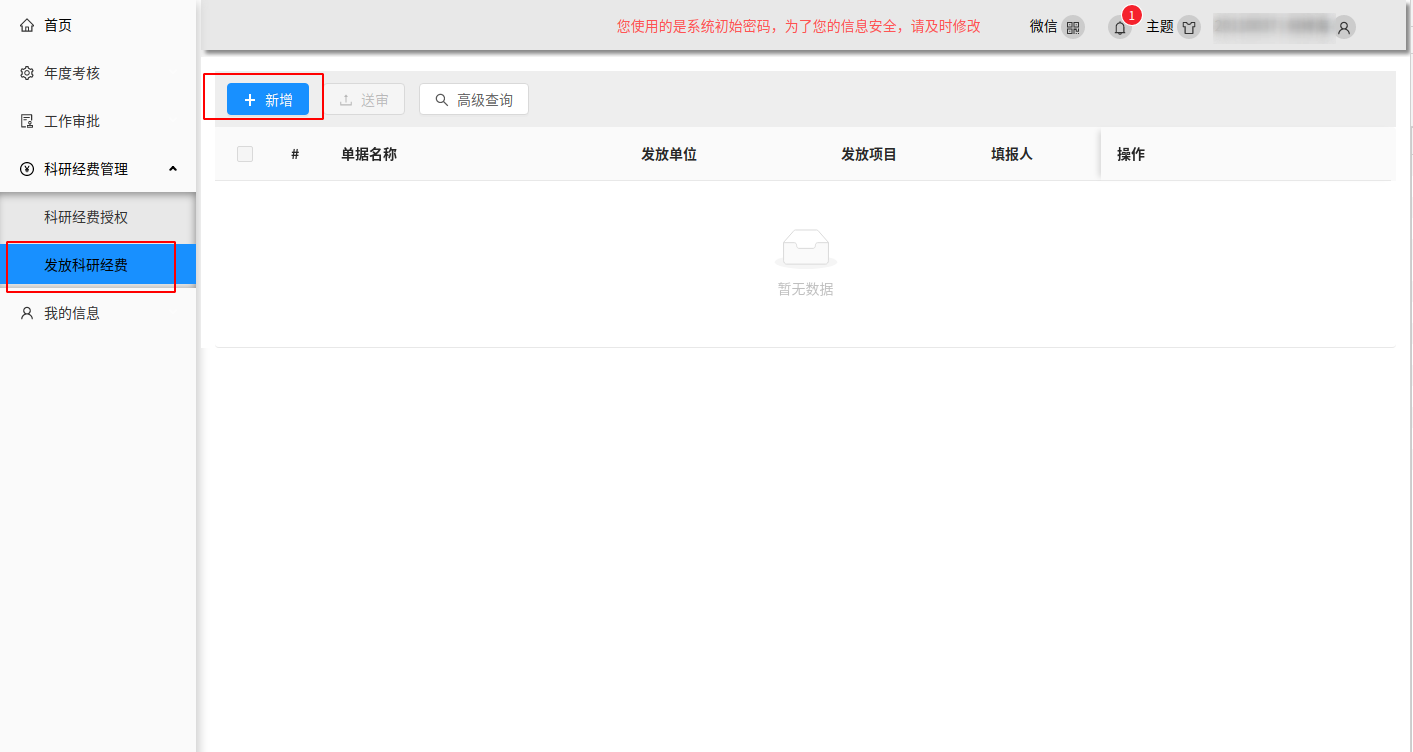 首页
年度考核
工作审批
科研经费管理
科研经费授权
发放科研经费
我的信息
您使用的是系统初始密码，为了您的信息安全，请及时修改
微信
1
主题
新增
送审
高级查询
# 单据名称 发放单位 发放项目 填报人 操作
暂无数据